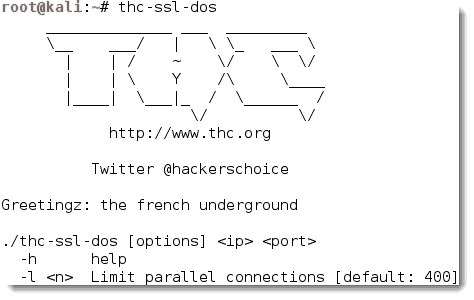 root@kali:~# thc-ssl-dos
http://www.thc.org
Twitter @hackerschoice
Greetingz: the french underground
./thc-ssl-dos [options] <ip> <port>
-h help
-l <n> Limit parallel connections [default: 400]